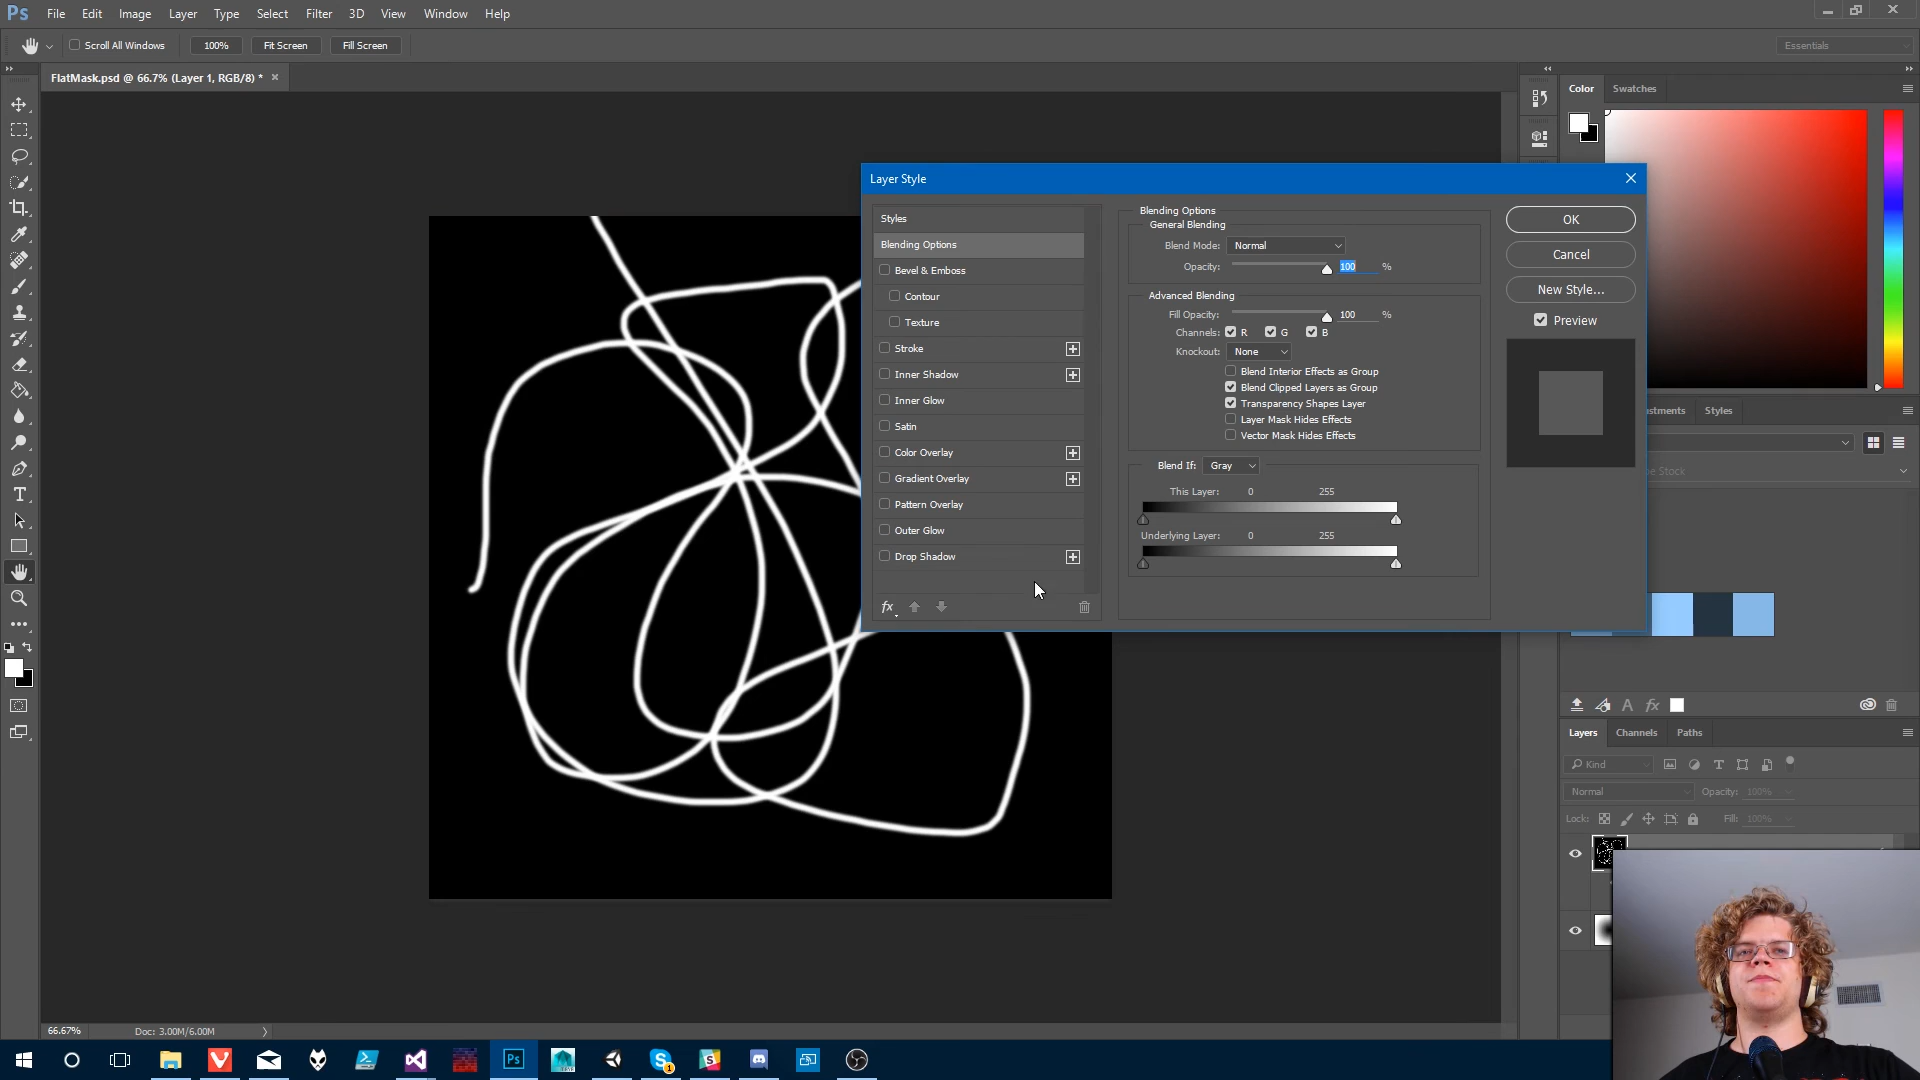 Ps File Edit Image Layer Type Select Filter 3D View Window Help
Scroll All Windows 100% Fit Screen Fill Screen Essentials
FlatMask.psd @ 66.7% (Layer 1, RGB/8) * ×
Color Swatches
Layer Style
Styles
Blending Options
Bevel & Emboss
Contour
Texture
Stroke
Inner Shadow
Inner Glow
Satin
Color Overlay
Gradient Overlay
Pattern Overlay
Outer Glow
Drop Shadow
fx
Blending Options
General Blending
Blend Mode: Normal
Opacity: 100 %
Advanced Blending
Fill Opacity: 100 %
Channels: R G B
Knockout: None
Blend Interior Effects as Group
Blend Clipped Layers as Group
Transparency Shapes Layer
Layer Mask Hides Effects
Vector Mask Hides Effects
Blend If: Gray
This Layer: 0 255
Underlying Layer: 0 255
OK
Cancel
New Style...
Preview
ustments Styles
e Stock
A fx
Layers Channels Paths
Kind
Normal Opacity: 100%
Lock: Fill: 100%
66.67% Doc: 3.00M/6.00M
Ps